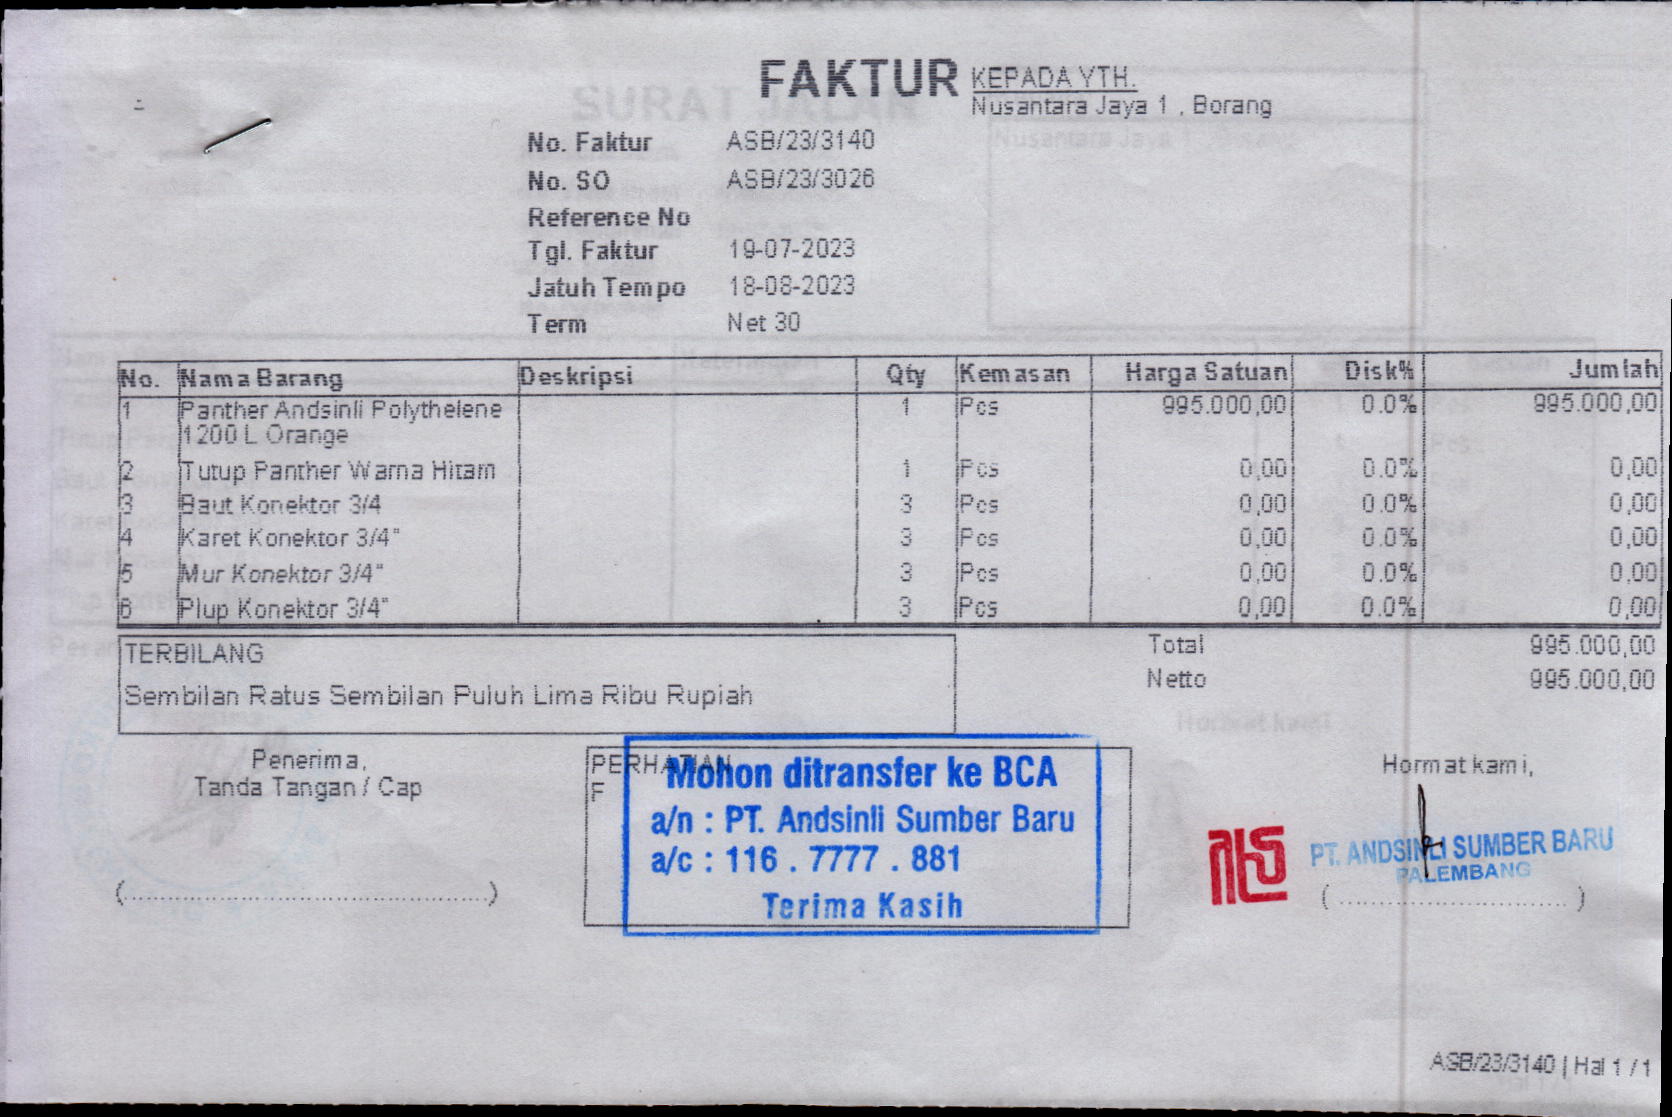 FAKTUR
KEPADA YTH.
Nusantara Jaya 1 , Borang
SURAT JALAN
No. Faktur ASB/23/3140
No. SO ASB/23/3026
Reference No
Tgl. Faktur 19-07-2023
Jatuh Tempo 18-08-2023
Term Net 30
No. Nama Barang Deskripsi Qty Kemasan Harga Satuan Disk% Jumlah
1 Panther Andsinli Polythelene 1 Pcs 995.000,00 0.0% 995.000,00
1200 L Orange
2 Tutup Panther Warna Hitam 1 Pcs 0,00 0.0% 0,00
3 Baut Konektor 3/4 3 Pcs 0,00 0.0% 0,00
4 Karet Konektor 3/4" 3 Pcs 0,00 0.0% 0,00
5 Mur Konektor 3/4" 3 Pcs 0,00 0.0% 0,00
6 Plup Konektor 3/4" 3 Pcs 0,00 0.0% 0,00
Total 995.000,00
Netto 995.000,00
TERBILANG
Sembilan Ratus Sembilan Puluh Lima Ribu Rupiah
Penerima,
Tanda Tangan / Cap
(....................)
PERHATIAN
F
Mohon ditransfer ke BCA
a/n : PT. Andsinli Sumber Baru
a/c : 116 . 7777 . 881
Terima Kasih
Hormat kami,
PT. ANDSINLI SUMBER BARU
PALEMBANG
(....................)
ASB/23/3140 | Hal 1 / 1